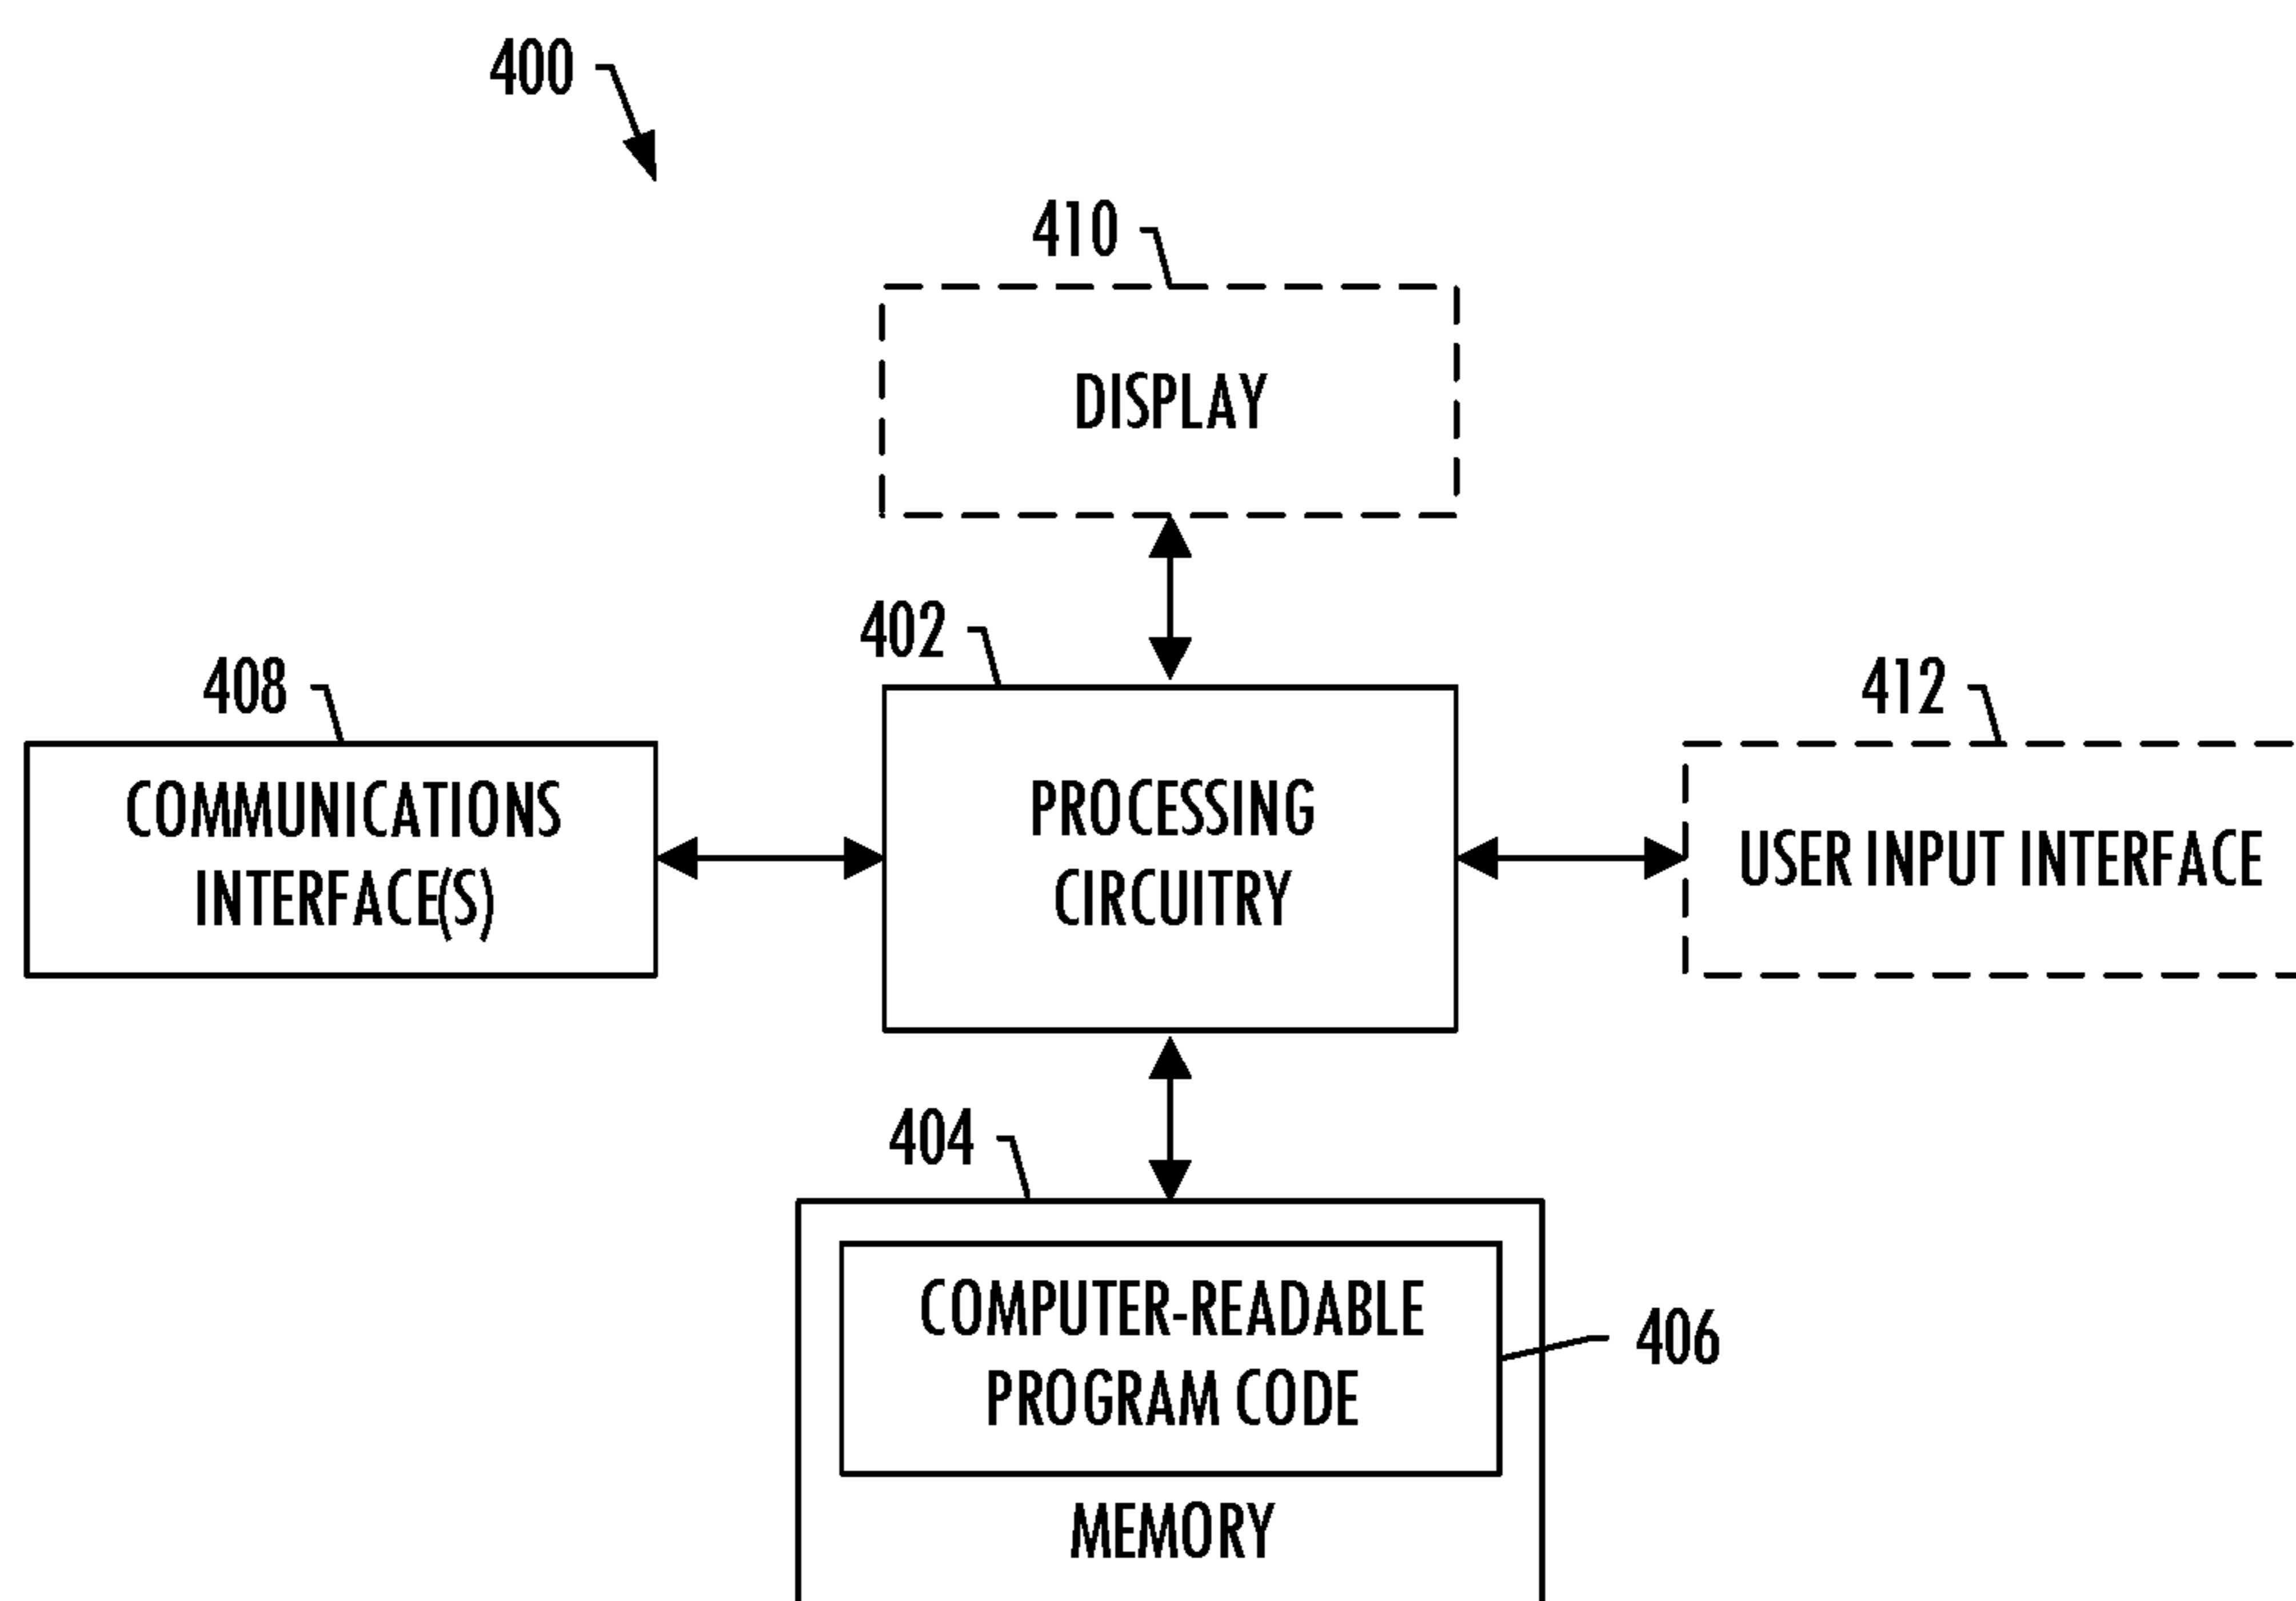 400
410
DISPLAY
402
408
412
COMMUNICATIONS
INTERFACE(S)
PROCESSING
CIRCUITRY
USER INPUT INTERFACE
404
COMPUTER-READABLE
PROGRAM CODE
406
MEMORY